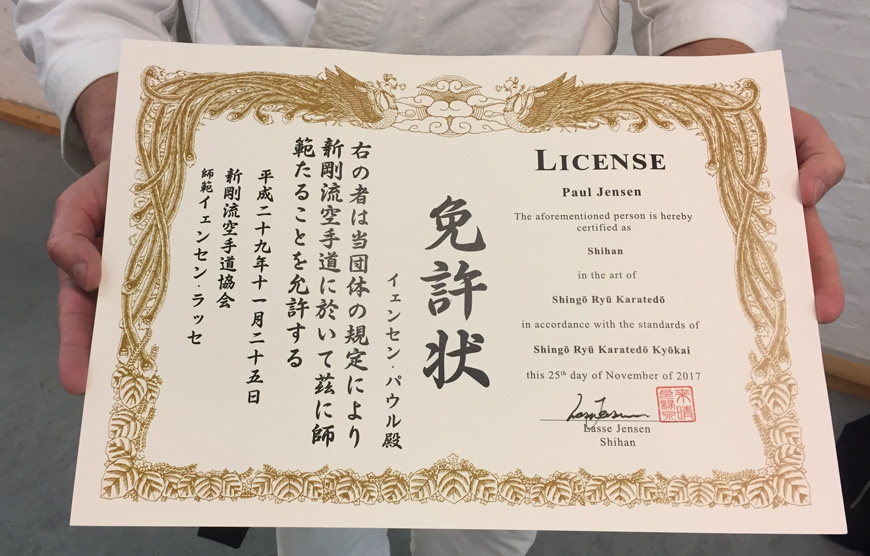 免許状
イェンセン・パウル殿
右の者は当団体の規定により
新剛流空手道に於いて茲に師
範たることを允許する
平成二十九年十一月二十五日
新剛流空手道協会
師範イェンセン・ラッセ
LICENSE
Paul Jensen
The aforementioned person is hereby
certified as
Shihan
in the art of
Shingō Ryū Karatedō
in accordance with the standards of
Shingō Ryū Karatedō Kyōkai
this 25th day of November of 2017
Lasse Jensen
Shihan
来晴